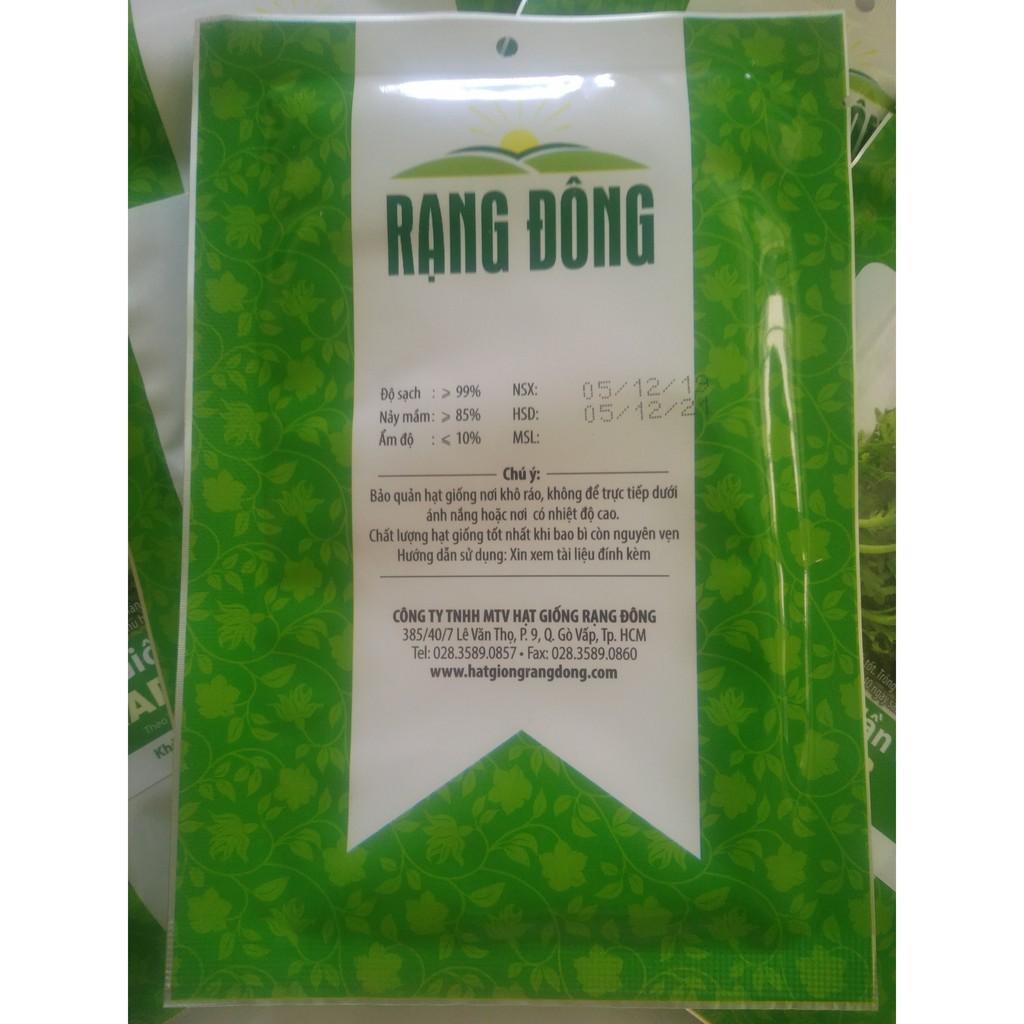 RẠNG ĐÔNG
Độ sạch : ⩾ 99% NSX: 05/12/19
Nảy mầm: ⩾ 85% HSD: 05/12/21
Ẩm độ : ⩽ 10% MSL:
Chú ý:
Bảo quản hạt giống nơi khô ráo, không để trực tiếp dưới
ánh nắng hoặc nơi có nhiệt độ cao.
Chất lượng hạt giống tốt nhất khi bao bì còn nguyên vẹn
Hướng dẫn sử dụng: Xin xem tài liệu đính kèm
CÔNG TY TNHH MTV HẠT GIỐNG RẠNG ĐÔNG
385/40/7 Lê Văn Thọ, P. 9, Q. Gò Vấp, Tp. HCM
Tel: 028.3589.0857 • Fax: 028.3589.0860
www.hatgiongrangdong.com
Theo